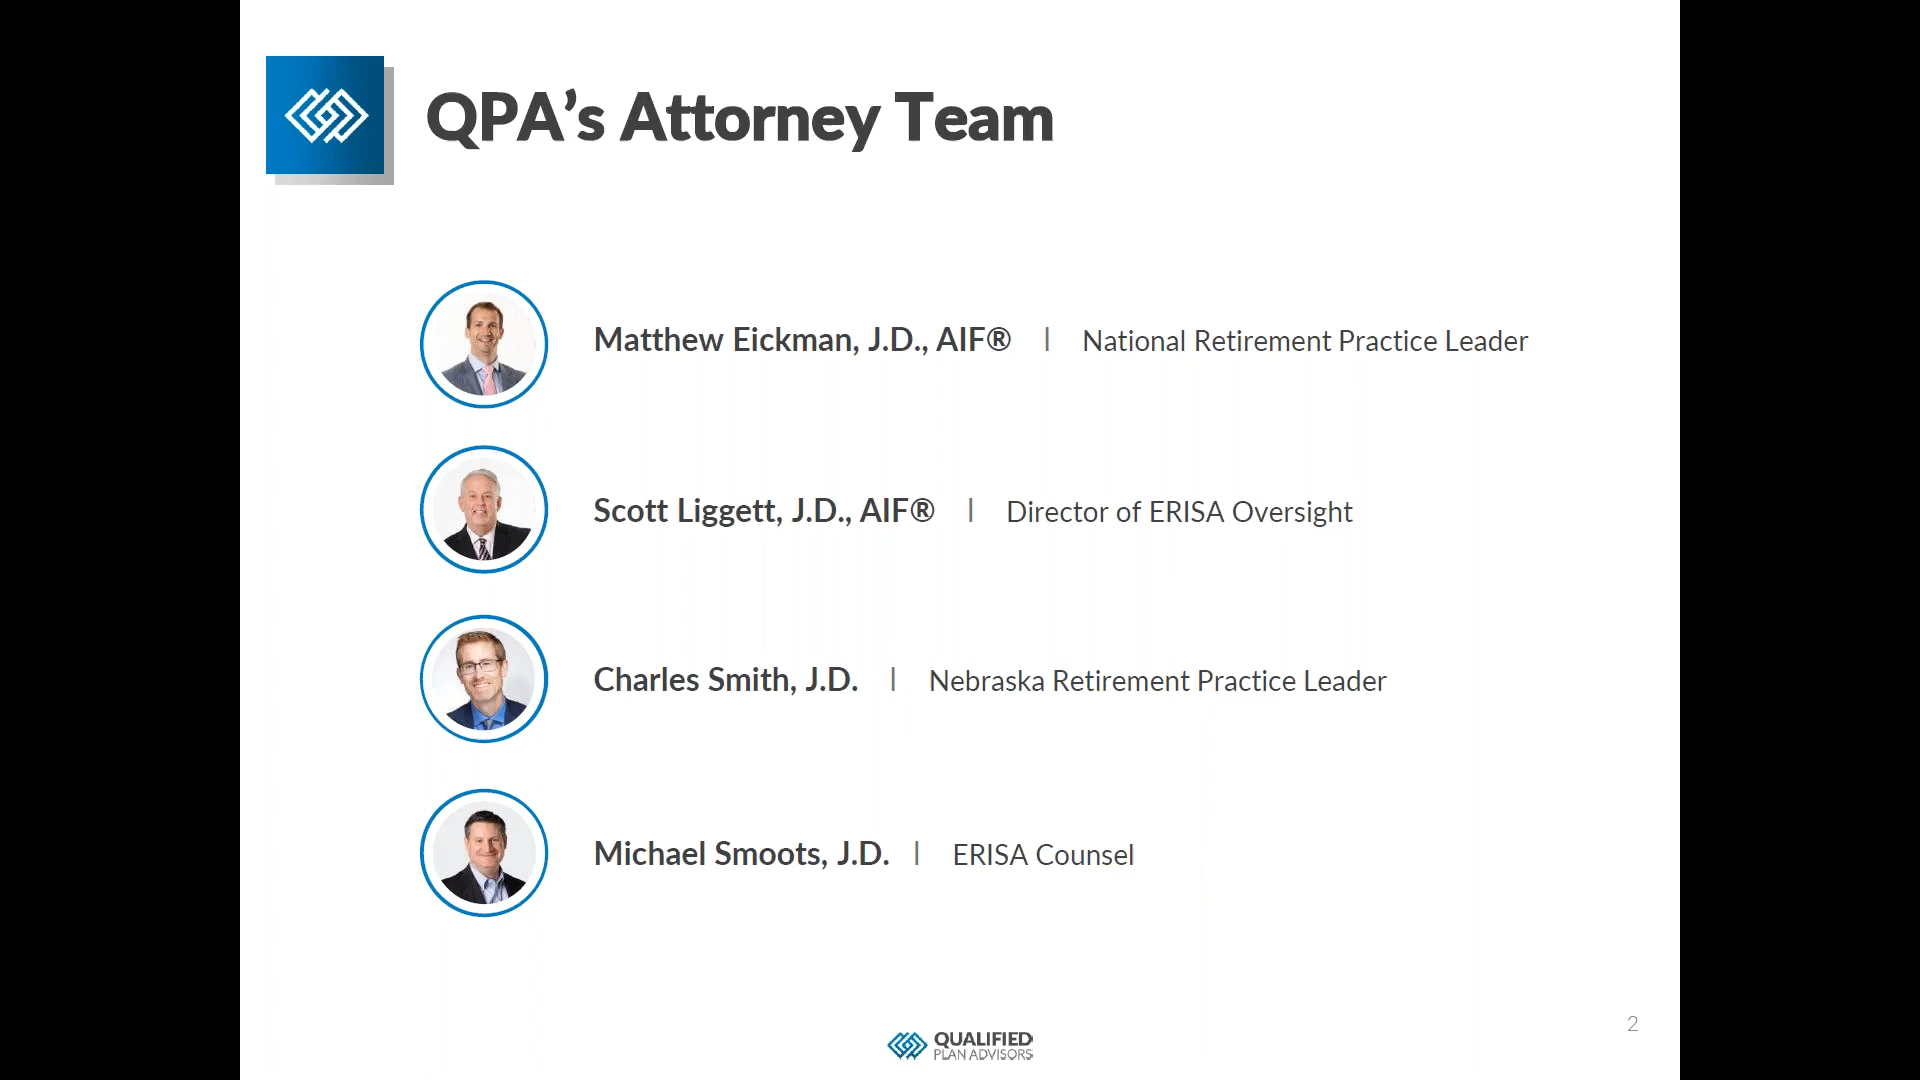 QPA’s Attorney Team
Matthew Eickman, J.D., AIF® | National Retirement Practice Leader
Scott Liggett, J.D., AIF® | Director of ERISA Oversight
Charles Smith, J.D. | Nebraska Retirement Practice Leader
Michael Smoots, J.D. | ERISA Counsel
2
QUALIFIED
PLAN ADVISORS